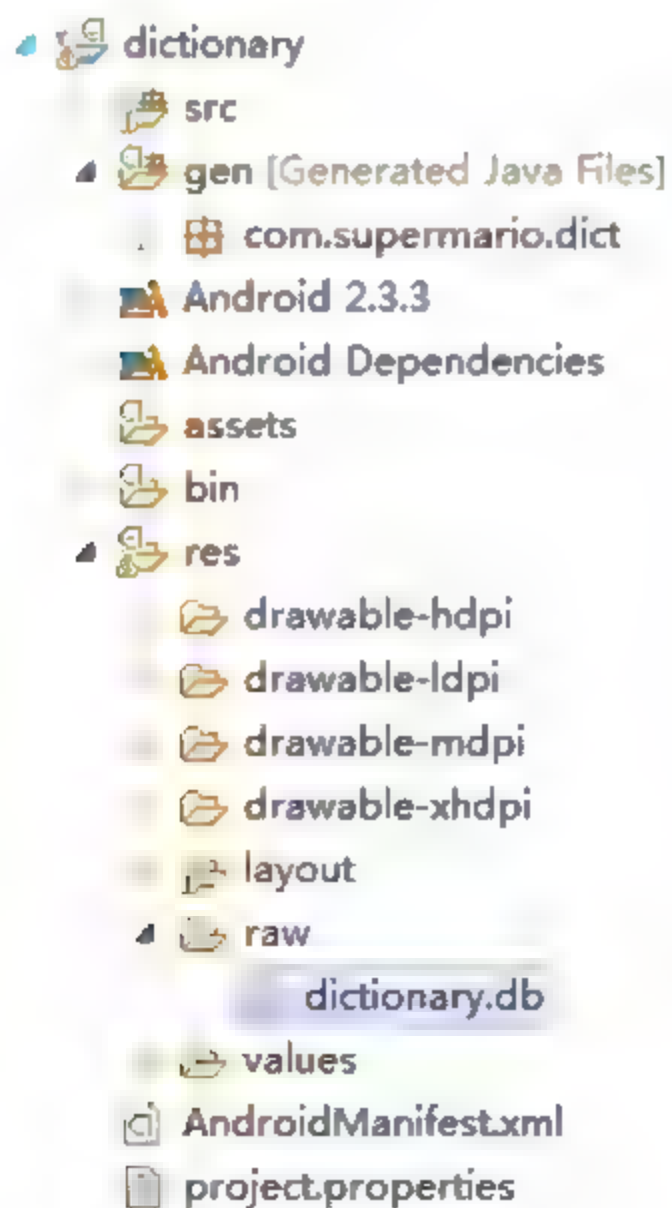 dictionary
src
gen [Generated Java Files]
com.supermario.dict
Android 2.3.3
Android Dependencies
assets
bin
res
drawable-hdpi
drawable-ldpi
drawable-mdpi
drawable-xhdpi
layout
raw
dictionary.db
values
AndroidManifest.xml
project.properties